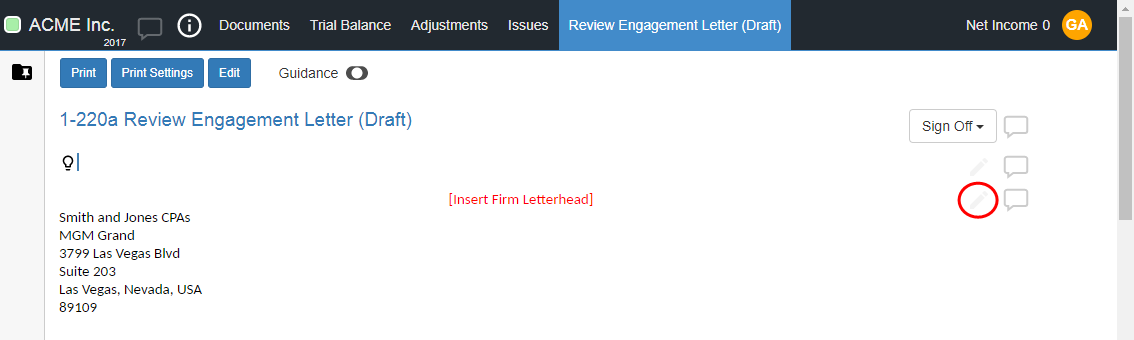 ACME Inc. Documents Trial Balance Adjustments Issues Review Engagement Letter (Draft) Net Income 0 GA
2017
Print Print Settings Edit Guidance
1-220a Review Engagement Letter (Draft)
Sign Off
[Insert Firm Letterhead]
Smith and Jones CPAs
MGM Grand
3799 Las Vegas Blvd
Suite 203
Las Vegas, Nevada, USA
89109